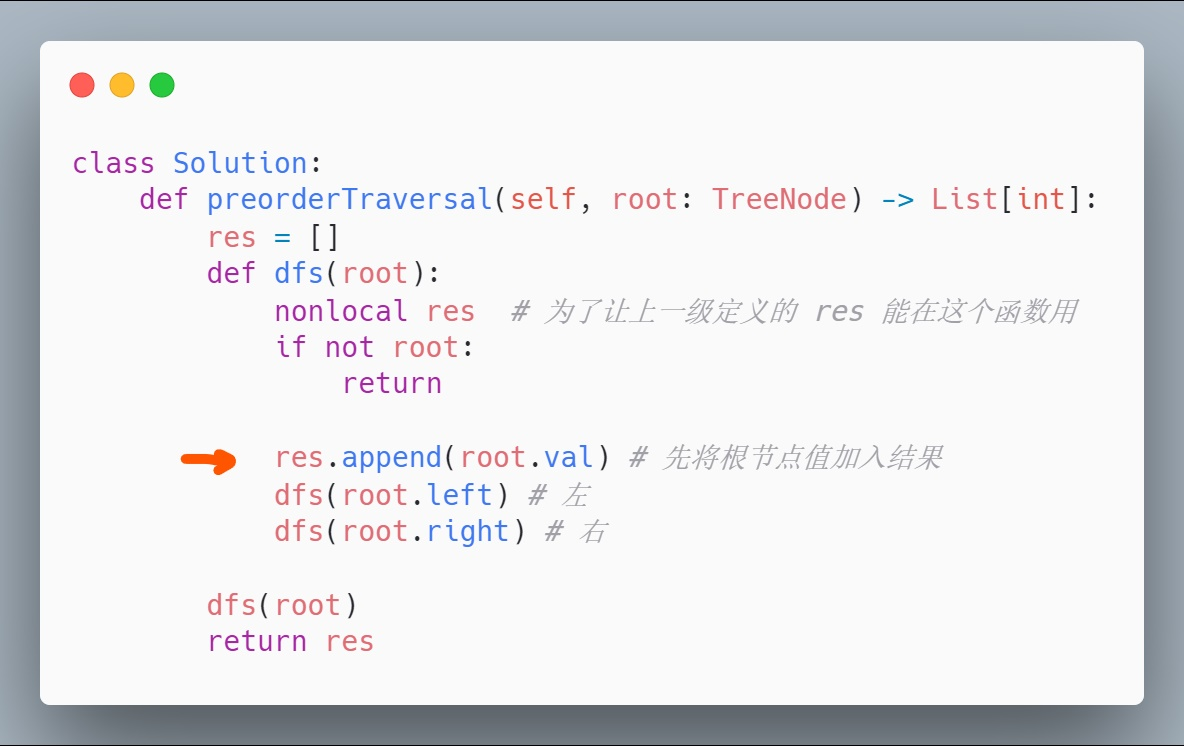 class Solution:
    def preorderTraversal(self, root: TreeNode) -> List[int]:
        res = []
        def dfs(root):
            nonlocal res  # 为了让上一级定义的 res 能在这个函数用
            if not root:
                return
            res.append(root.val) # 先将根节点值加入结果
            dfs(root.left) # 左
            dfs(root.right) # 右
        dfs(root)
        return res